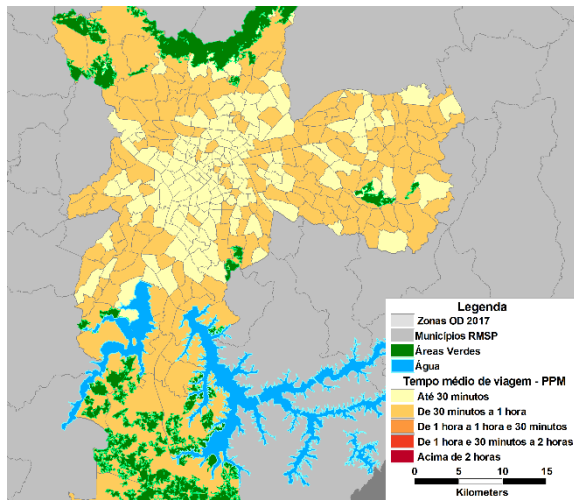 Legenda
Zonas OD 2017
Municípios RMSP
Áreas Verdes
Água
Tempo médio de viagem - PPM
Até 30 minutos
De 30 minutos a 1 hora
De 1 hora a 1 hora e 30 minutos
De 1 hora e 30 minutos a 2 horas
Acima de 2 horas
0 5 10 15
Kilometers